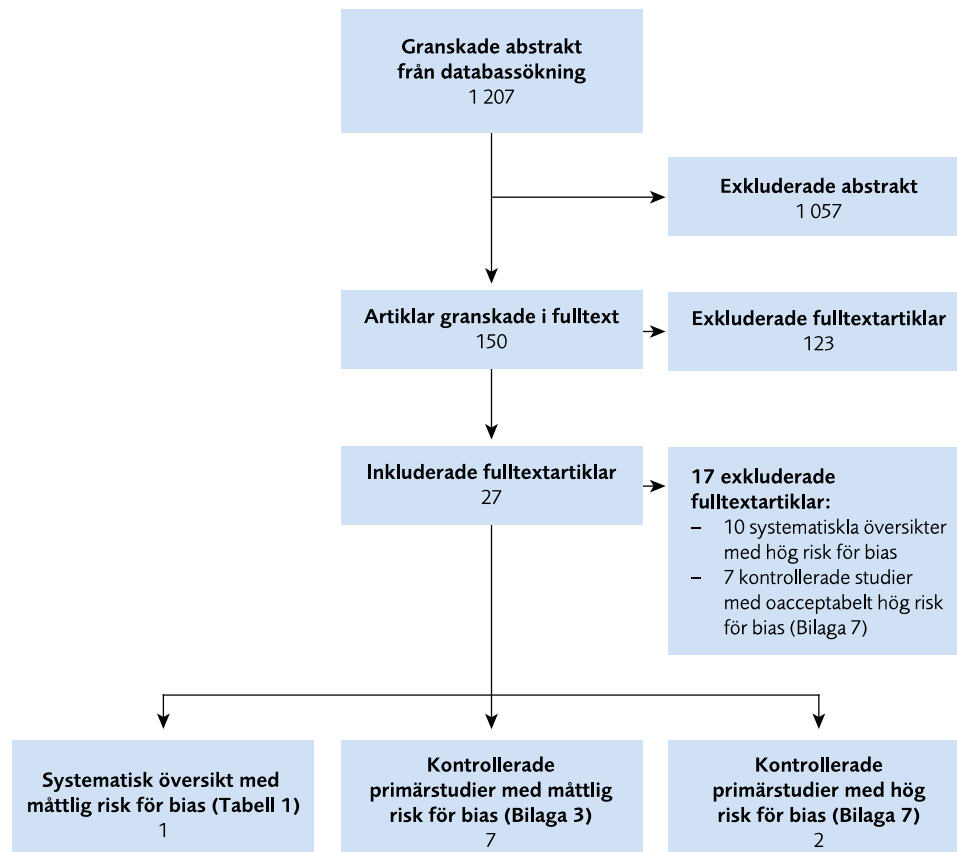 Granskade abstrakt
från databassökning
1 207
Exkluderade abstrakt
1 057
Artiklar granskade i fulltext
150
Exkluderade fulltextartiklar
123
Inkluderade fulltextartiklar
27
17 exkluderade
fulltextartiklar:
– 10 systematiskla översikter
med hög risk för bias
– 7 kontrollerade studier
med oacceptabelt hög risk
för bias (Bilaga 7)
Systematisk översikt med
måttlig risk för bias (Tabell 1)
1
Kontrollerade
primärstudier med måttlig
risk för bias (Bilaga 3)
7
Kontrollerade
primärstudier med hög
risk för bias (Bilaga 7)
2